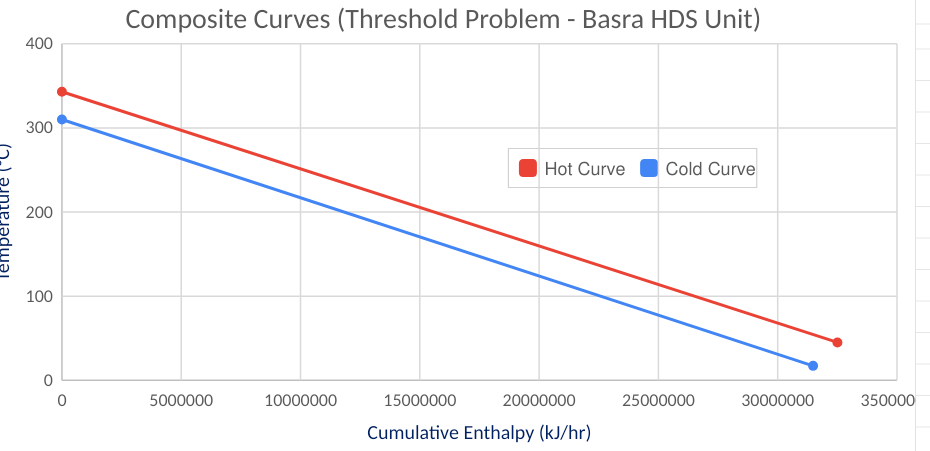 Composite Curves (Threshold Problem - Basra HDS Unit)
400
300
200
100
0
Temperature (°C)
Hot Curve Cold Curve
0 5000000 10000000 15000000 20000000 25000000 30000000 350000
Cumulative Enthalpy (kJ/hr)